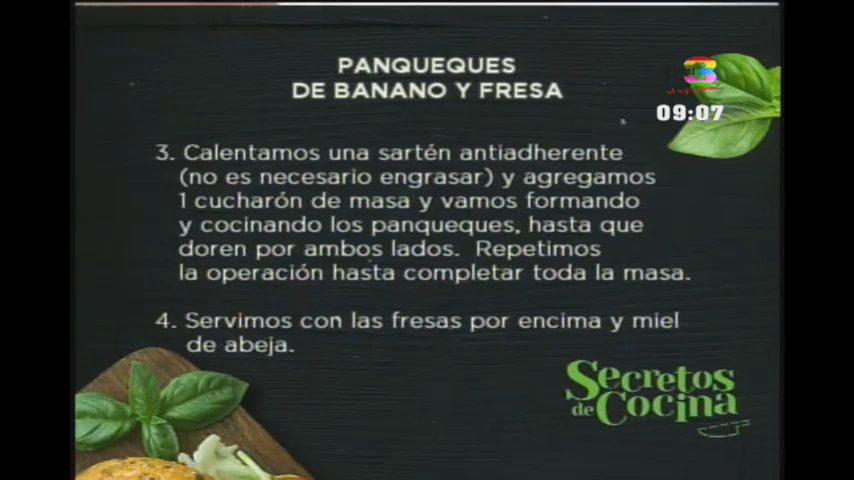 PANQUEQUES
DE BANANO Y FRESA
09:07
3. Calentamos una sartén antiadherente
(no es necesario engrasar) y agregamos
1 cucharón de masa y vamos formando
y cocinando los panqueques, hasta que
doren por ambos lados. Repetimos
la operación hasta completar toda la masa.
4. Servimos con las fresas por encima y miel
de abeja.
Secretos
de Cocina